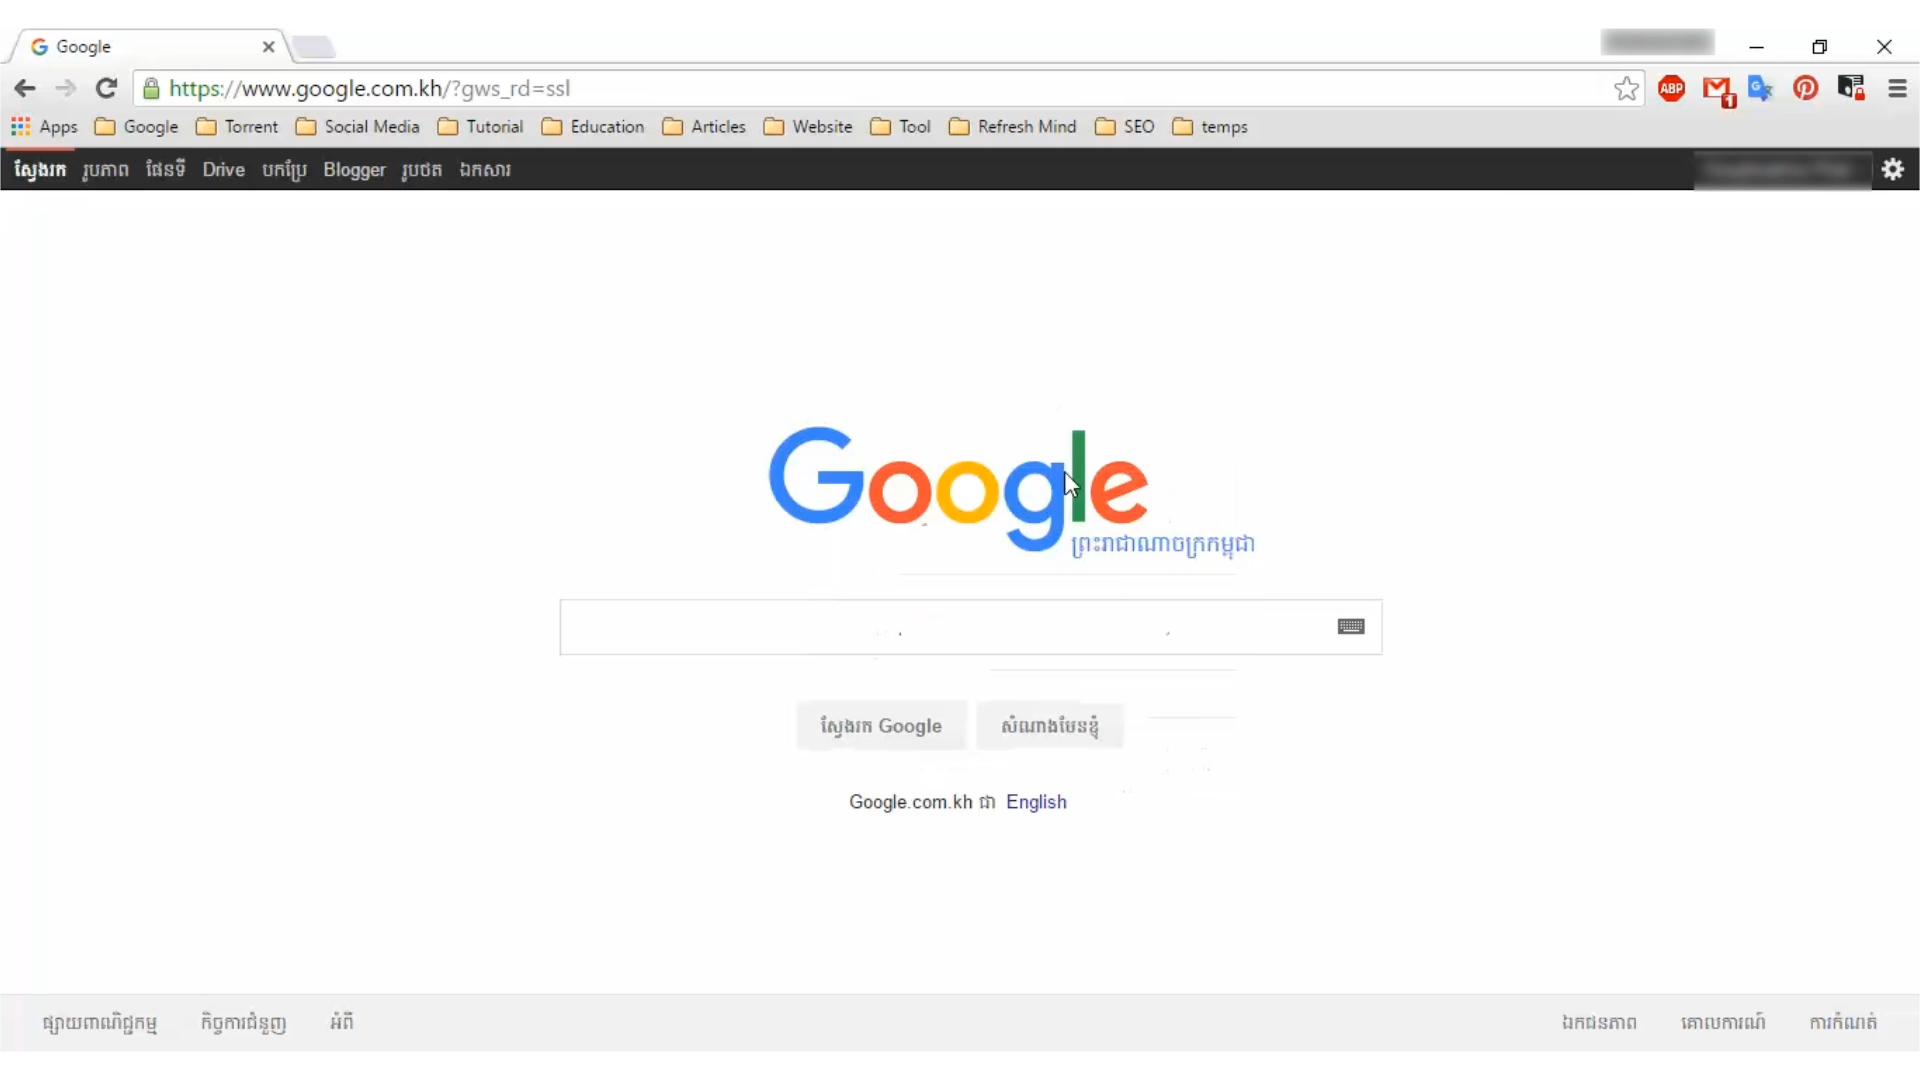 Google
https://www.google.com.kh/?gws_rd=ssl
ABP 1
Apps Google Torrent Social Media Tutorial Education Articles Website Tool Refresh Mind SEO temps
ស្វែងរក រូបភាព ផែនទី Drive បកប្រែ Blogger រូបថត ឯកសារ
Google
ព្រះរាជាណាចក្រកម្ពុជា
ស្វែងរក Google សំណាងមែនខ្ញុំ
Google.com.kh ជា English
ផ្សាយពាណិជ្ជកម្ម កិច្ចការជំនួញ អំពី ឯកជនភាព គោលការណ៍ ការកំណត់